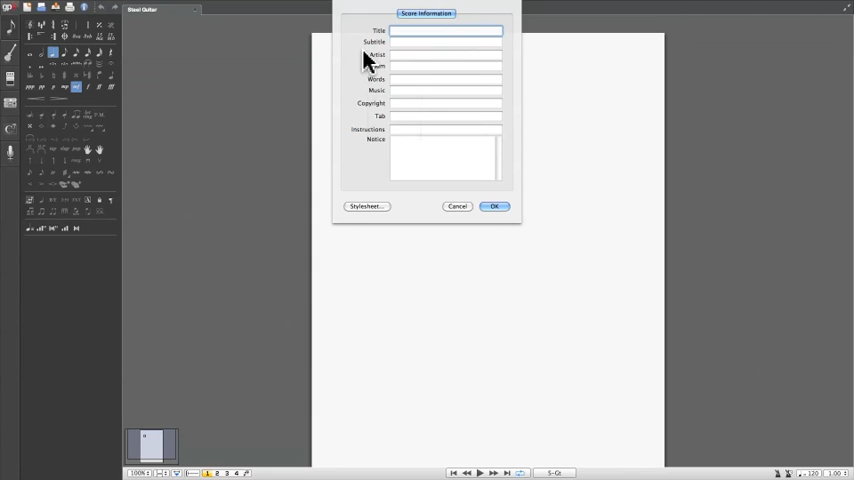 gp
Steel Guitar
Score Information
Title
Subtitle
Artist
Words
Music
Copyright
Tab
Instructions
Notice
Stylesheet...
Cancel
OK
100%
1 2 3 4
S-Gt
120
1.00